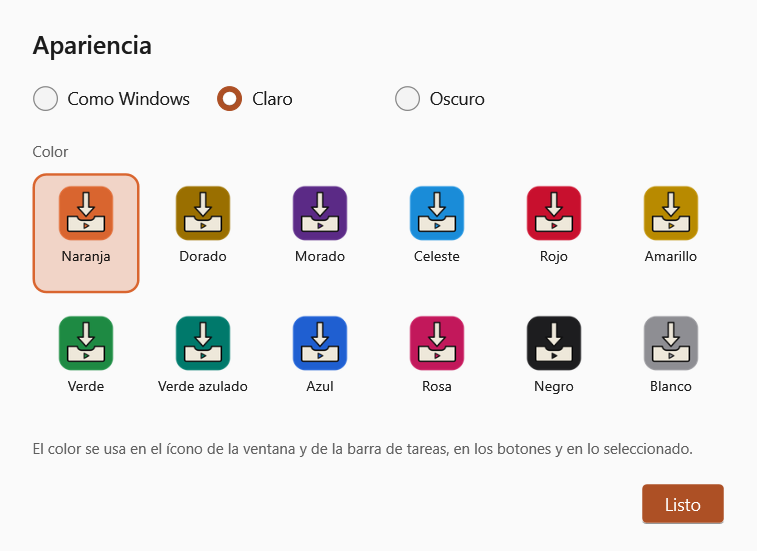 Apariencia
Como Windows Claro Oscuro
Color
Naranja Dorado Morado Celeste Rojo Amarillo
Verde Verde azulado Azul Rosa Negro Blanco
El color se usa en el ícono de la ventana y de la barra de tareas, en los botones y en lo seleccionado.
Listo